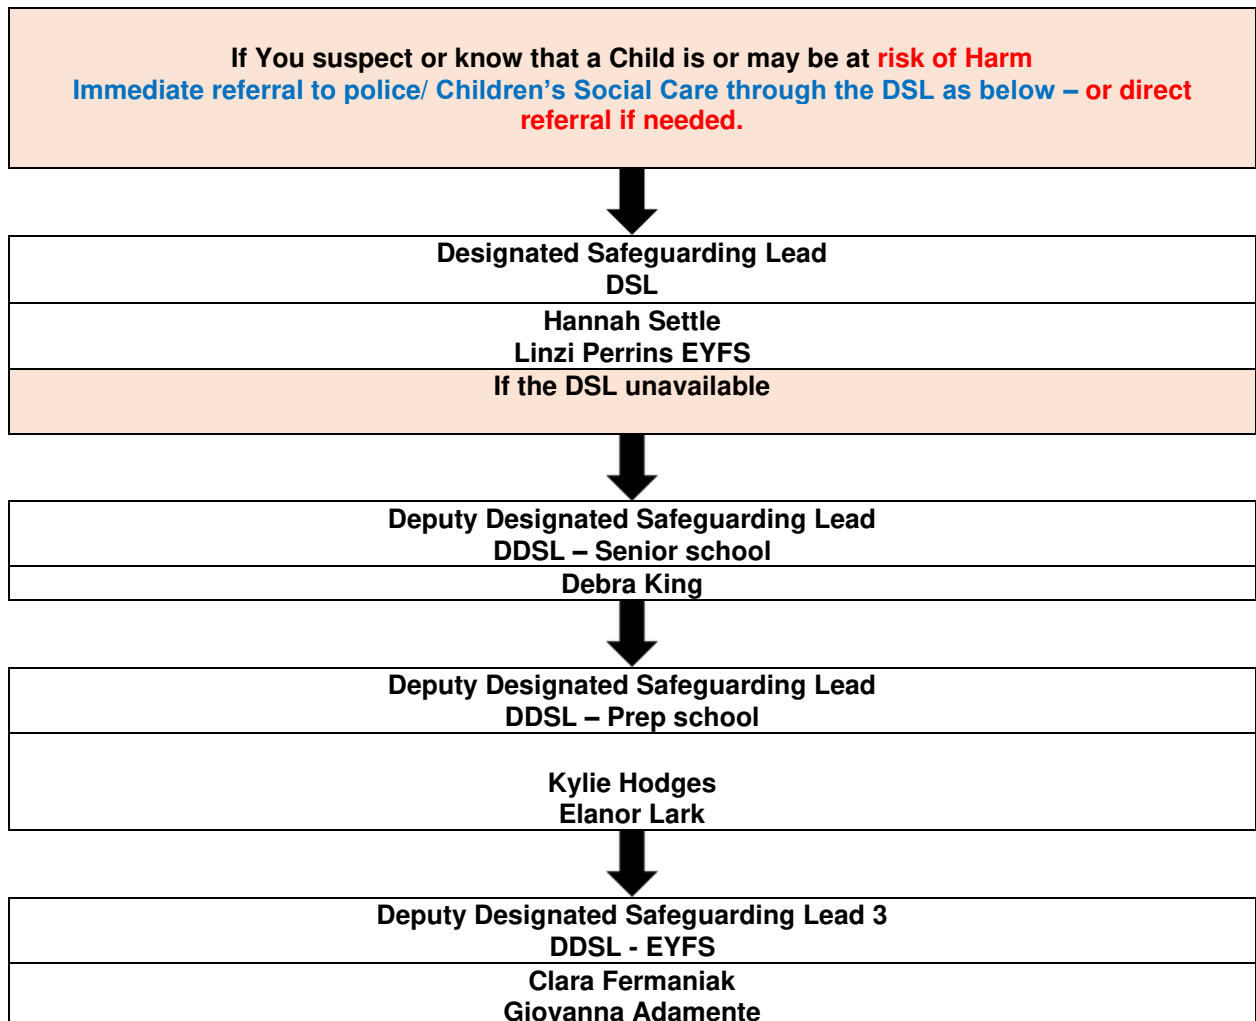 If You suspect or know that a Child is or may be at risk of Harm
Immediate referral to police/ Children’s Social Care through the DSL as below – or direct
referral if needed.
Designated Safeguarding Lead
DSL
Hannah Settle
Linzi Perrins EYFS
If the DSL unavailable
Deputy Designated Safeguarding Lead
DDSL – Senior school
Debra King
Deputy Designated Safeguarding Lead
DDSL – Prep school
Kylie Hodges
Elanor Lark
Deputy Designated Safeguarding Lead 3
DDSL - EYFS
Clara Fermaniak
Giovanna Adamente